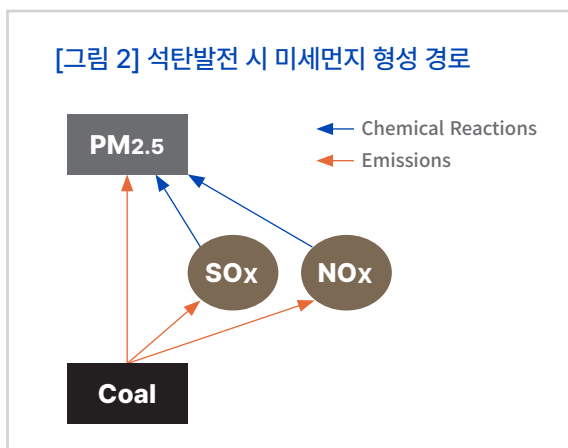 [그림 2] 석탄발전 시 미세먼지 형성 경로
PM2.5
Chemical Reactions
Emissions
SOx
NOx
Coal